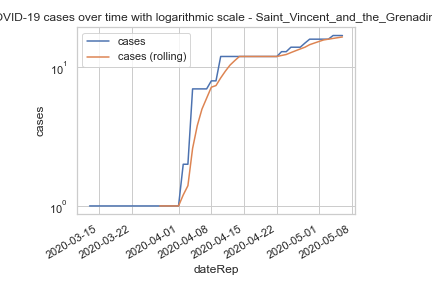 OVID-19 cases over time with logarithmic scale - Saint_Vincent_and_the_Grenadin
cases
cases (rolling)
10¹
10⁰
cases
2020-03-15
2020-03-22
2020-04-01
2020-04-08
2020-04-15
2020-04-22
2020-05-01
2020-05-08
dateRep